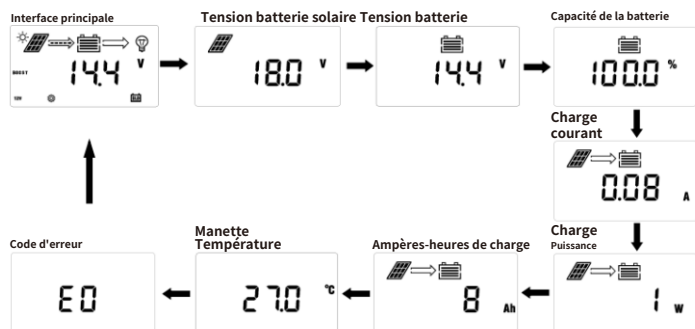 Interface principale
Tension batterie solaire Tension batterie
Capacité de la batterie
BOOST
14.4 V
18.0 V
14.4 V
100.0 %
12V
Charge
courant
0.08 A
Code d'erreur
Manette
Température
Ampères-heures de charge
Charge
Puissance
E0
27.0 °C
8 Ah
1 W